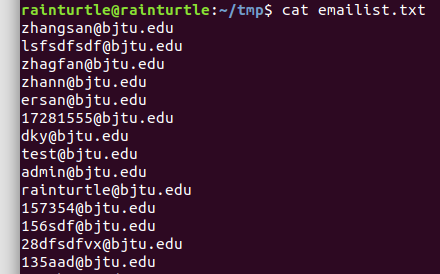 rainturtle@rainturtle:~/tmp$ cat emailist.txt
zhangsan@bjtu.edu
lsfsdfsdf@bjtu.edu
zhagfan@bjtu.edu
zhann@bjtu.edu
ersan@bjtu.edu
17281555@bjtu.edu
dky@bjtu.edu
test@bjtu.edu
admin@bjtu.edu
rainturtle@bjtu.edu
157354@bjtu.edu
156sdf@bjtu.edu
28dfsdfvx@bjtu.edu
135aad@bjtu.edu